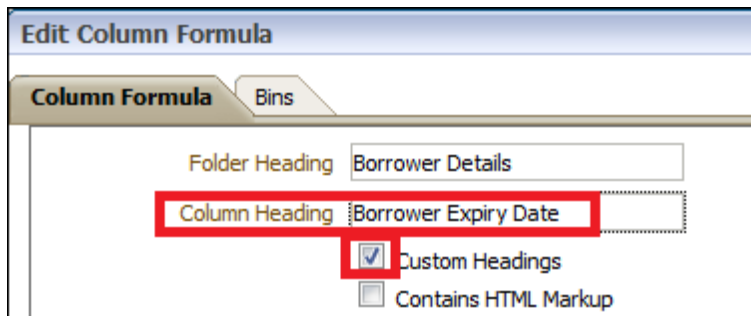 Edit Column Formula
Column Formula Bins
Folder Heading Borrower Details
Column Heading Borrower Expiry Date
Custom Headings
Contains HTML Markup